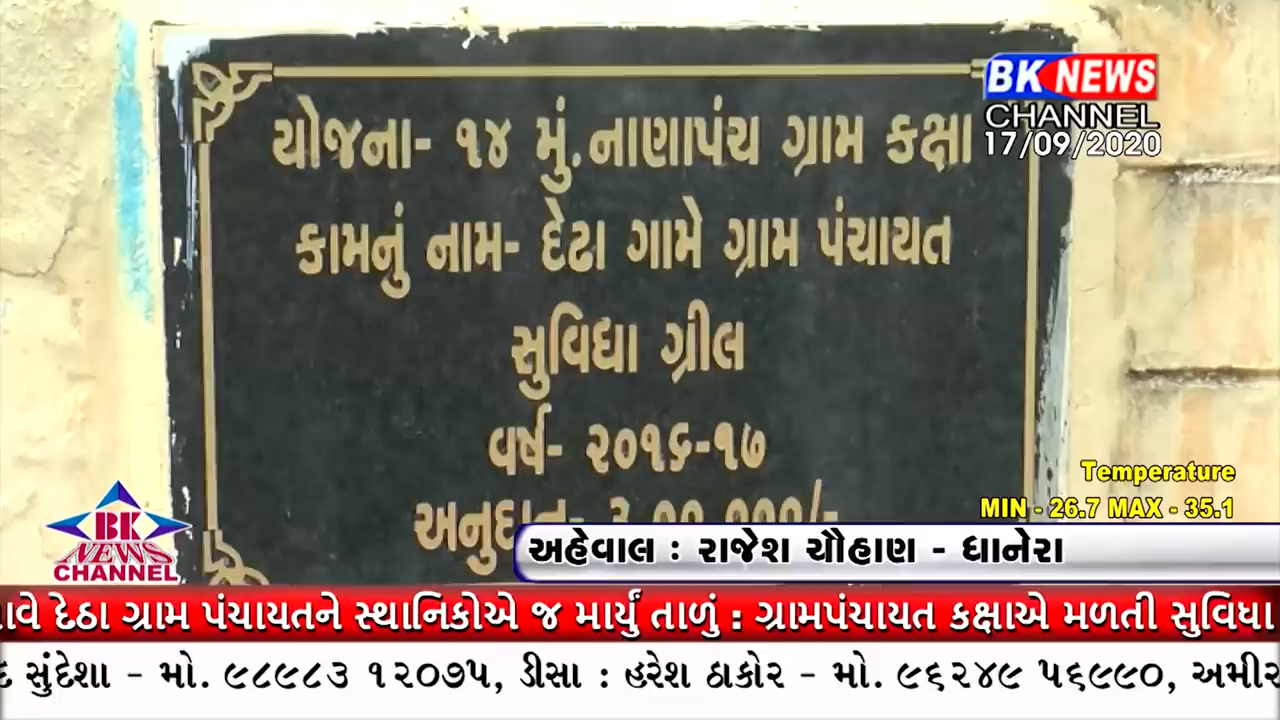 યોજના- ૧૪ મું.નાણાપંચ ગ્રામ કક્ષા
કામનું નામ- દેઢા ગામે ગ્રામ પંચાયત
સુવિધા ગ્રીલ
વર્ષ- ૨૦૧૬-૧૭
BK NEWS
CHANNEL
17/09/2020
Temperature
MIN - 26.7 MAX - 35.1
BK
NEWS
CHANNEL
અહેવાલ : રાજેશ ચૌહાણ - ધાનેરા
દેઠા ગ્રામ પંચાયતને સ્થાનિકોએ જ માર્યું તાળું : ગ્રામપંચાયત કક્ષાએ મળતી સુવિધા
સુંદેશા - મો. ૯૮૯૮૩ ૧૨૦૭૫, ડીસા : હરેશ ઠાકોર - મો. ૯૬૨૪૯ ૫૬૯૯૦,